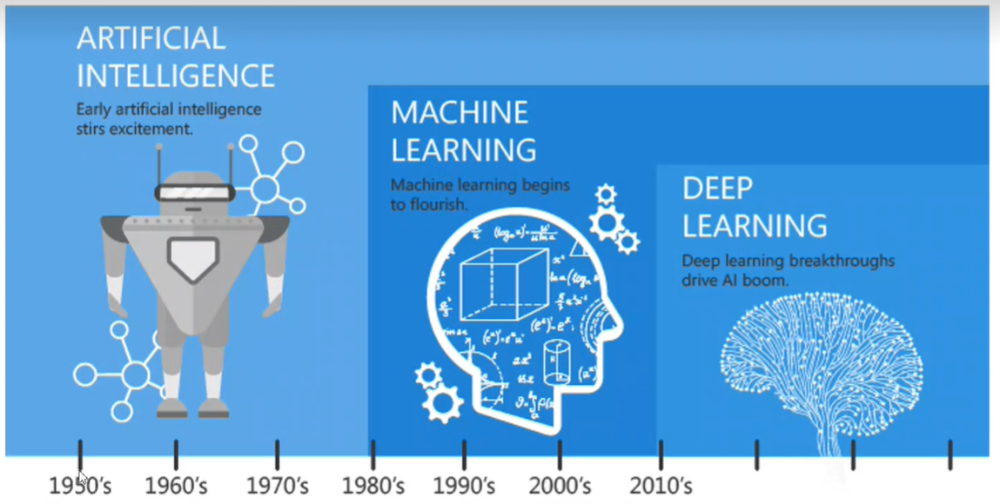 ARTIFICIAL
INTELLIGENCE
Early artificial intelligence
stirs excitement.
MACHINE
LEARNING
Machine learning begins
to flourish.
DEEP
LEARNING
Deep learning breakthroughs
drive AI boom.
1950's 1960's 1970's 1980's 1990's 2000's 2010's